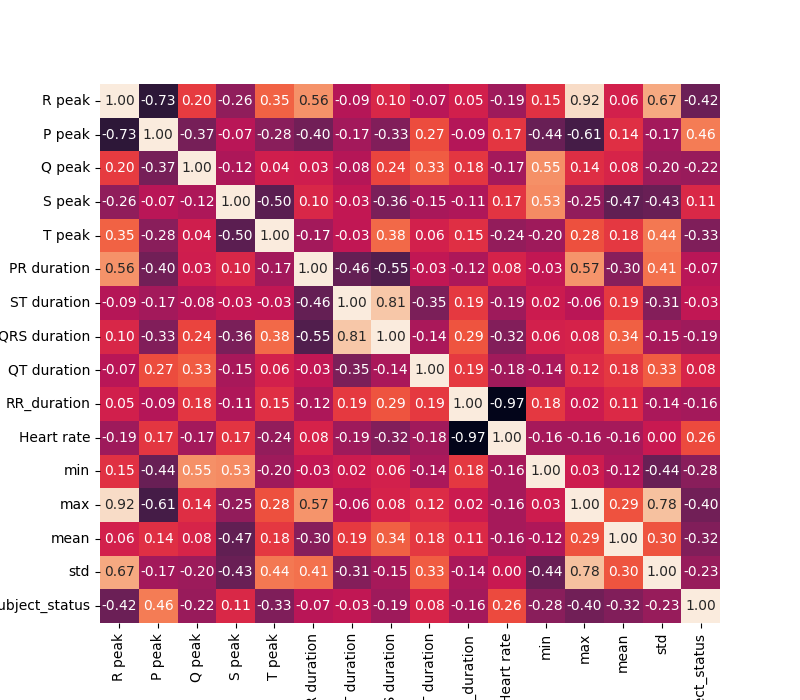 R peak 1.00 -0.73 0.20 -0.26 0.35 0.56 -0.09 0.10 -0.07 0.05 -0.19 0.15 0.92 0.06 0.67 -0.42
P peak -0.73 1.00 -0.37 -0.07 -0.28 -0.40 -0.17 -0.33 0.27 -0.09 0.17 -0.44 -0.61 0.14 -0.17 0.46
Q peak 0.20 -0.37 1.00 -0.12 0.04 0.03 -0.08 0.24 0.33 0.18 -0.17 0.55 0.14 0.08 -0.20 -0.22
S peak -0.26 -0.07 -0.12 1.00 -0.50 0.10 -0.03 -0.36 -0.15 -0.11 0.17 0.53 -0.25 -0.47 -0.43 0.11
T peak 0.35 -0.28 0.04 -0.50 1.00 -0.17 -0.03 0.38 0.06 0.15 -0.24 -0.20 0.28 0.18 0.44 -0.33
PR duration 0.56 -0.40 0.03 0.10 -0.17 1.00 -0.46 -0.55 -0.03 -0.12 0.08 -0.03 0.57 -0.30 0.41 -0.07
ST duration -0.09 -0.17 -0.08 -0.03 -0.03 -0.46 1.00 0.81 -0.35 0.19 -0.19 0.02 -0.06 0.19 -0.31 -0.03
QRS duration 0.10 -0.33 0.24 -0.36 0.38 -0.55 0.81 1.00 -0.14 0.29 -0.32 0.06 0.08 0.34 -0.15 -0.19
QT duration -0.07 0.27 0.33 -0.15 0.06 -0.03 -0.35 -0.14 1.00 0.19 -0.18 -0.14 0.12 0.18 0.33 0.08
RR_duration 0.05 -0.09 0.18 -0.11 0.15 -0.12 0.19 0.29 0.19 1.00 -0.97 0.18 0.02 0.11 -0.14 -0.16
Heart rate -0.19 0.17 -0.17 0.17 -0.24 0.08 -0.19 -0.32 -0.18 -0.97 1.00 -0.16 -0.16 -0.16 0.00 0.26
min 0.15 -0.44 0.55 0.53 -0.20 -0.03 0.02 0.06 -0.14 0.18 -0.16 1.00 0.03 -0.12 -0.44 -0.28
max 0.92 -0.61 0.14 -0.25 0.28 0.57 -0.06 0.08 0.12 0.02 -0.16 0.03 1.00 0.29 0.78 -0.40
mean 0.06 0.14 0.08 -0.47 0.18 -0.30 0.19 0.34 0.18 0.11 -0.16 -0.12 0.29 1.00 0.30 -0.32
std 0.67 -0.17 -0.20 -0.43 0.44 0.41 -0.31 -0.15 0.33 -0.14 0.00 -0.44 0.78 0.30 1.00 -0.23
ubject_status -0.42 0.46 -0.22 0.11 -0.33 -0.07 -0.03 -0.19 0.08 -0.16 0.26 -0.28 -0.40 -0.32 -0.23 1.00
R peak
P peak
Q peak
S peak
T peak
R duration
duration
S duration
duration
_duration
Heart rate
min
max
mean
std
ct_status